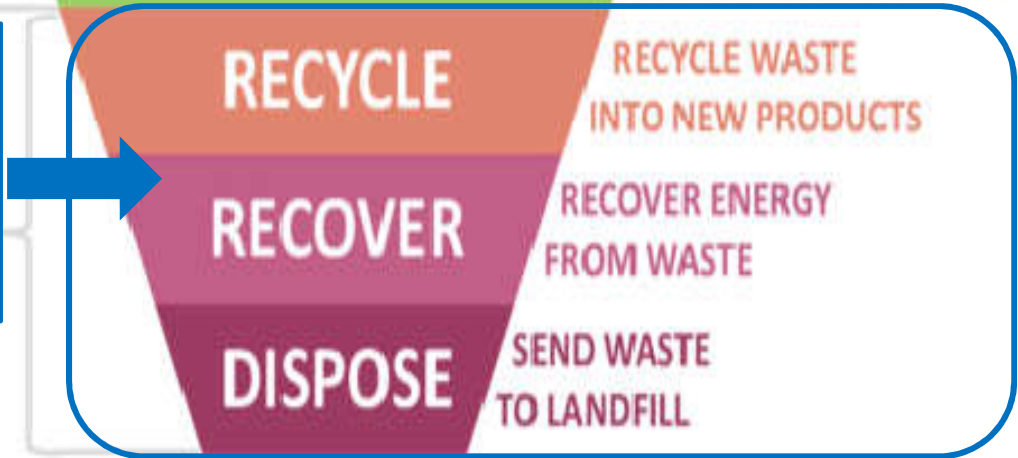 RECYCLE
RECYCLE WASTE
INTO NEW PRODUCTS
RECOVER
RECOVER ENERGY
FROM WASTE
DISPOSE
SEND WASTE
TO LANDFILL